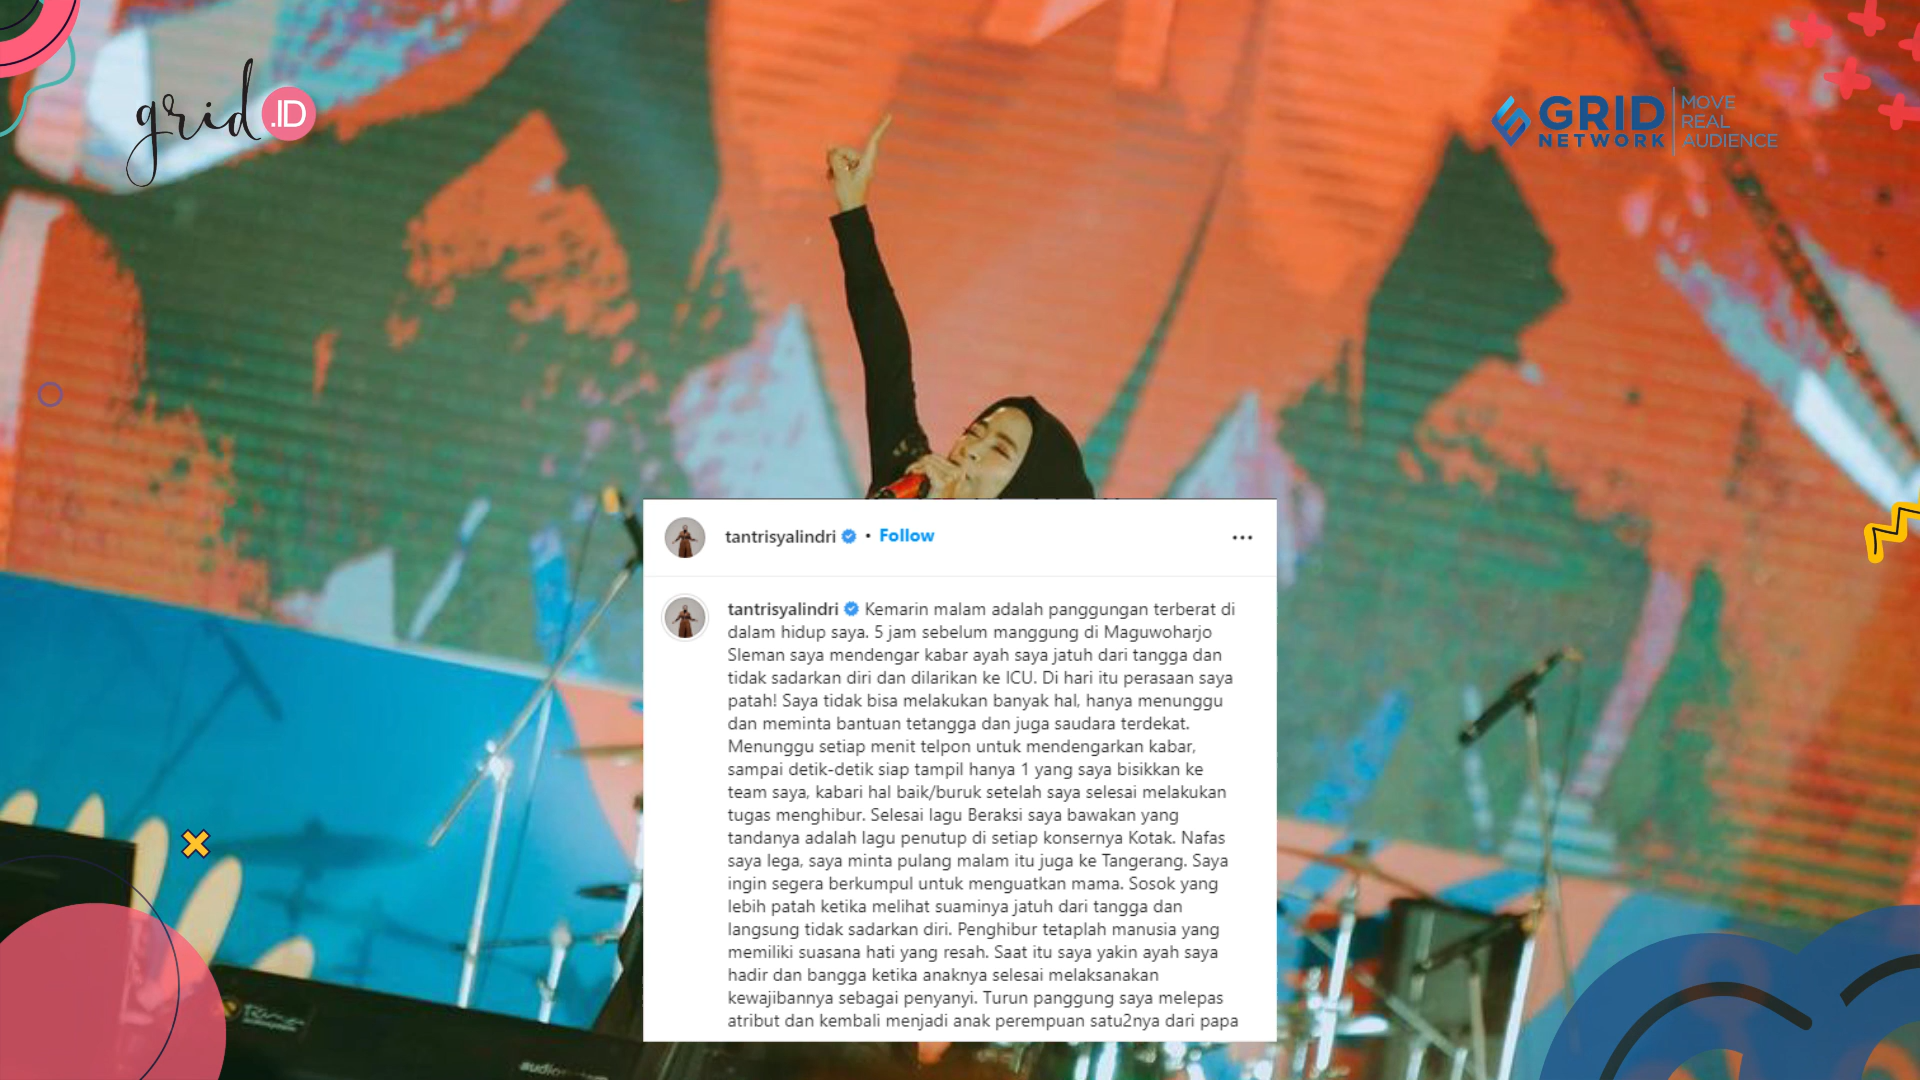 grid .ID
GRID NETWORK
MOVE
REAL
AUDIENCE
tantrisyalindri • Follow
tantrisyalindri Kemarin malam adalah panggungan terberat di
dalam hidup saya. 5 jam sebelum manggung di Maguwoharjo
Sleman saya mendengar kabar ayah saya jatuh dari tangga dan
tidak sadarkan diri dan dilarikan ke ICU. Di hari itu perasaan saya
patah! Saya tidak bisa melakukan banyak hal, hanya menunggu
dan meminta bantuan tetangga dan juga saudara terdekat.
Menunggu setiap menit telpon untuk mendengarkan kabar,
sampai detik-detik siap tampil hanya 1 yang saya bisikkan ke
team saya, kabari hal baik/buruk setelah saya selesai melakukan
tugas menghibur. Selesai lagu Beraksi saya bawakan yang
tandanya adalah lagu penutup di setiap konsernya Kotak. Nafas
saya lega, saya minta pulang malam itu juga ke Tangerang. Saya
ingin segera berkumpul untuk menguatkan mama. Sosok yang
lebih patah ketika melihat suaminya jatuh dari tangga dan
langsung tidak sadarkan diri. Penghibur tetaplah manusia yang
memiliki suasana hati yang resah. Saat itu saya yakin ayah saya
hadir dan bangga ketika anaknya selesai melaksanakan
kewajibannya sebagai penyanyi. Turun panggung saya melepas
atribut dan kembali menjadi anak perempuan satu2nya dari papa